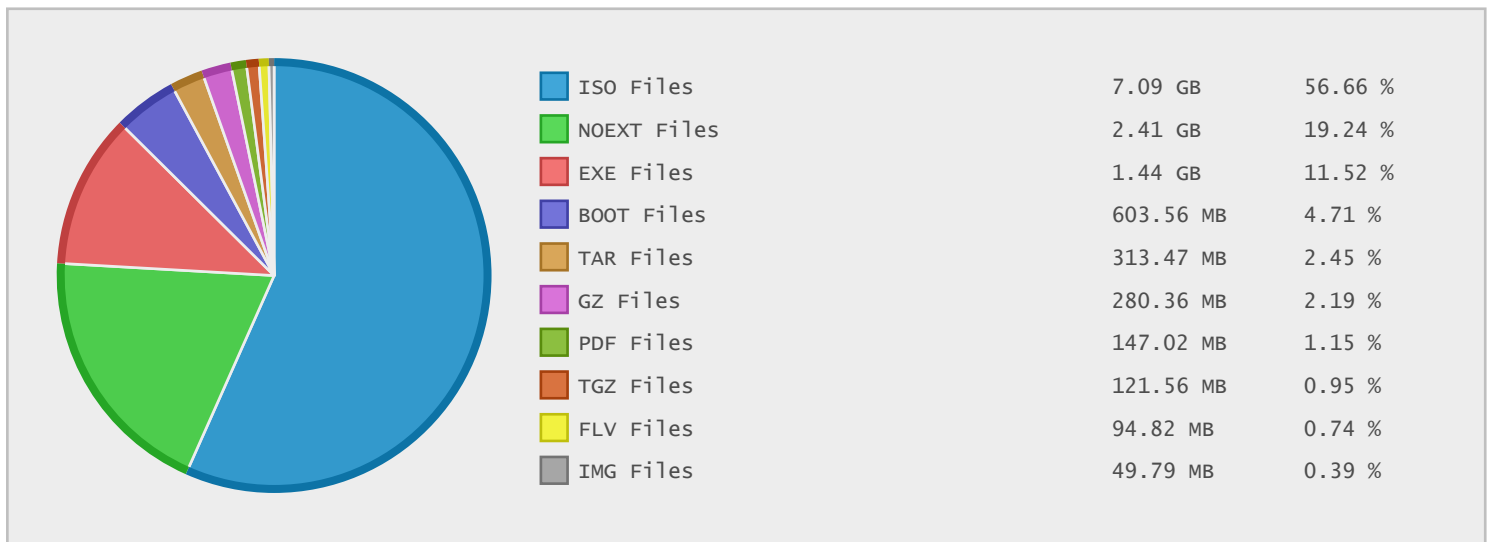 ISO Files 7.09 GB 56.66 %
NOEXT Files 2.41 GB 19.24 %
EXE Files 1.44 GB 11.52 %
BOOT Files 603.56 MB 4.71 %
TAR Files 313.47 MB 2.45 %
GZ Files 280.36 MB 2.19 %
PDF Files 147.02 MB 1.15 %
TGZ Files 121.56 MB 0.95 %
FLV Files 94.82 MB 0.74 %
IMG Files 49.79 MB 0.39 %